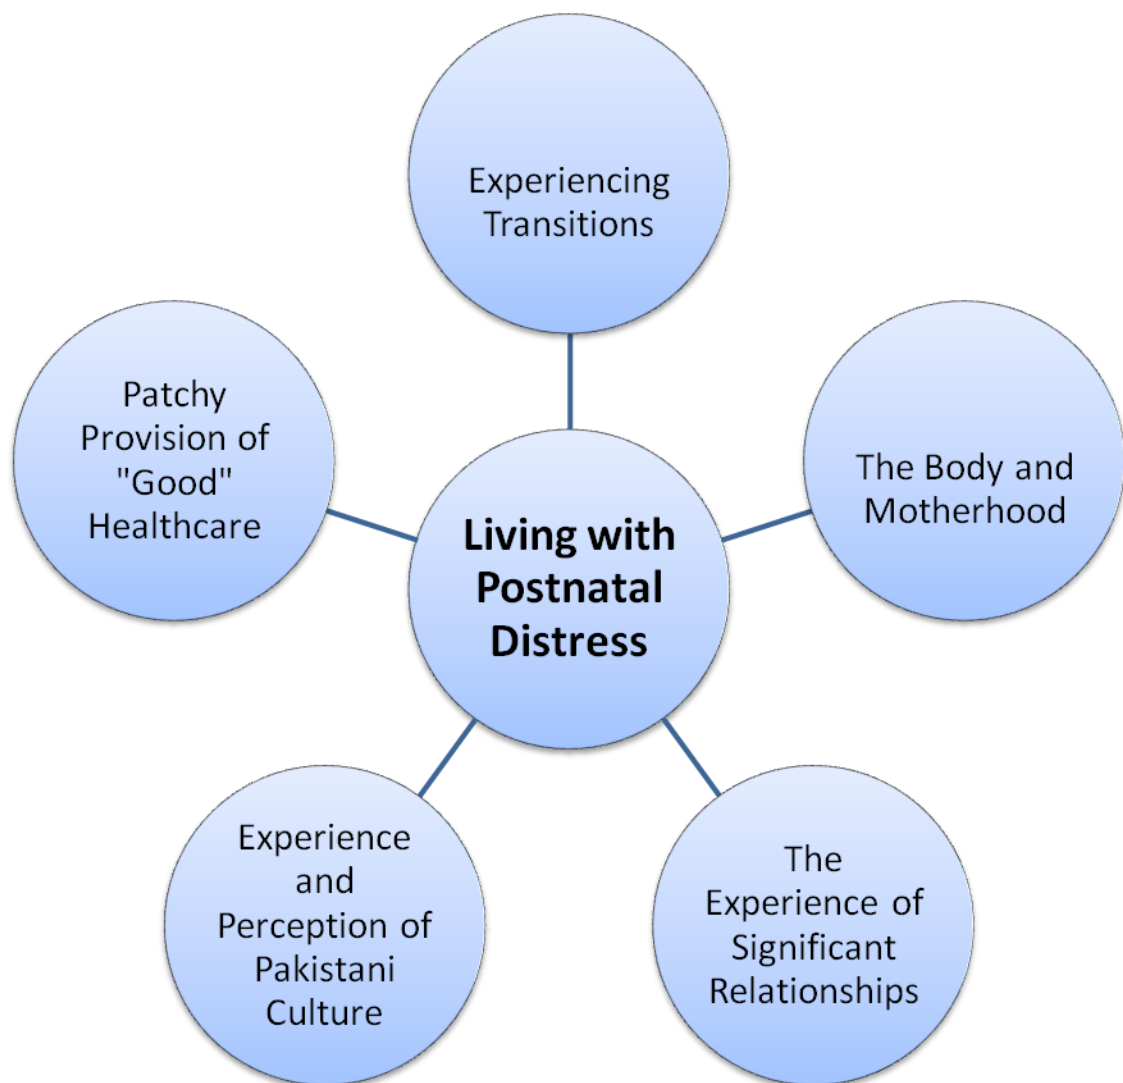 Experiencing
Transitions
Patchy
Provision of
"Good"
Healthcare
The Body and
Motherhood
Living with
Postnatal
Distress
Experience
and
Perception of
Pakistani
Culture
The
Experience of
Significant
Relationships